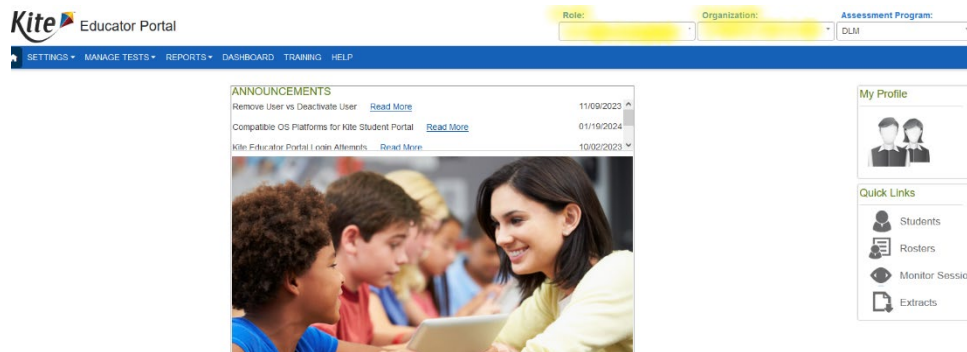 Kite Educator Portal
Role: Organization: Assessment Program:
DLM
SETTINGS MANAGE TESTS REPORTS DASHBOARD TRAINING HELP
ANNOUNCEMENTS
Remove User vs Deactivate User Read More 11/09/2023
Compatible OS Platforms for Kite Student Portal Read More 01/19/2024
Kite Educator Portal Login Attempts Read More 10/02/2023
My Profile
Quick Links
Students
Rosters
Monitor Sessio
Extracts